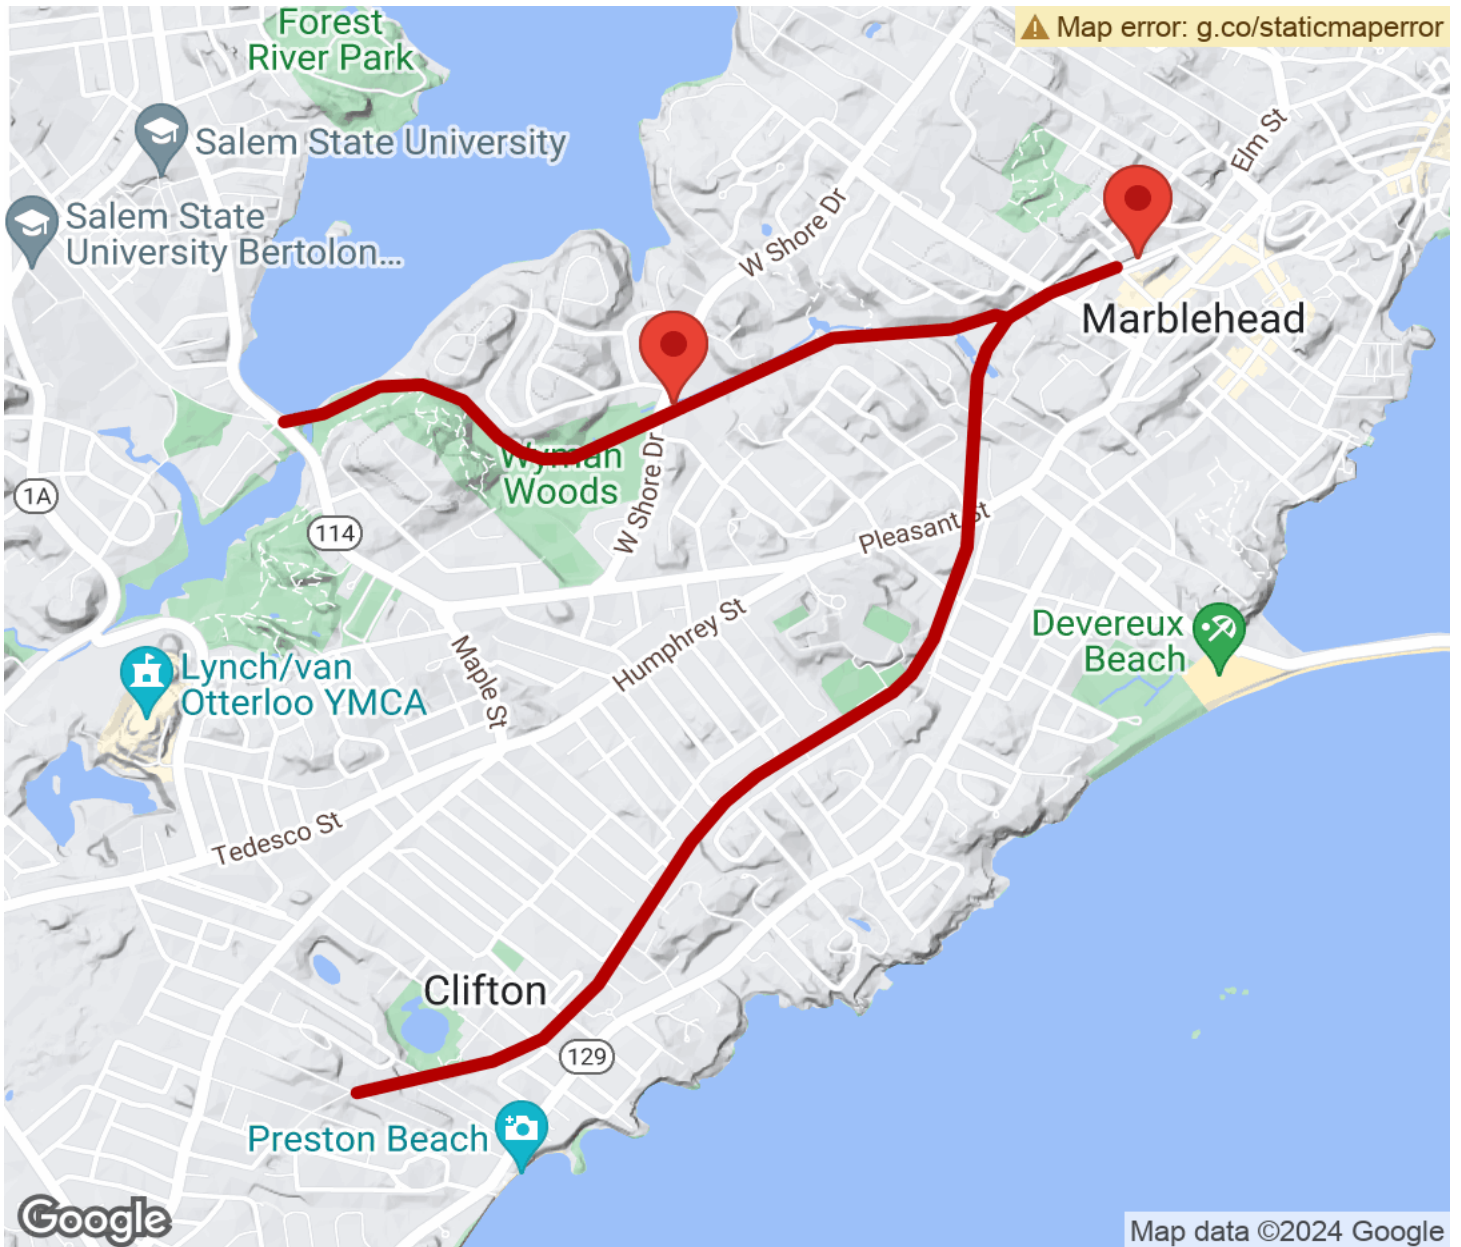 Forest
River Park
Map error: g.co/staticmaperror
Salem State University
Elm St
Salem State
University Bertolon...
W Shore Dr
Marblehead
Wyman
Woods
W Shore Dr
1A
114
Pleasant St
Humphrey St
Maple St
Devereux
Beach
Lynch/van
Otterloo YMCA
Tedesco St
Clifton
129
Preston Beach
Google
Map data ©2024 Google